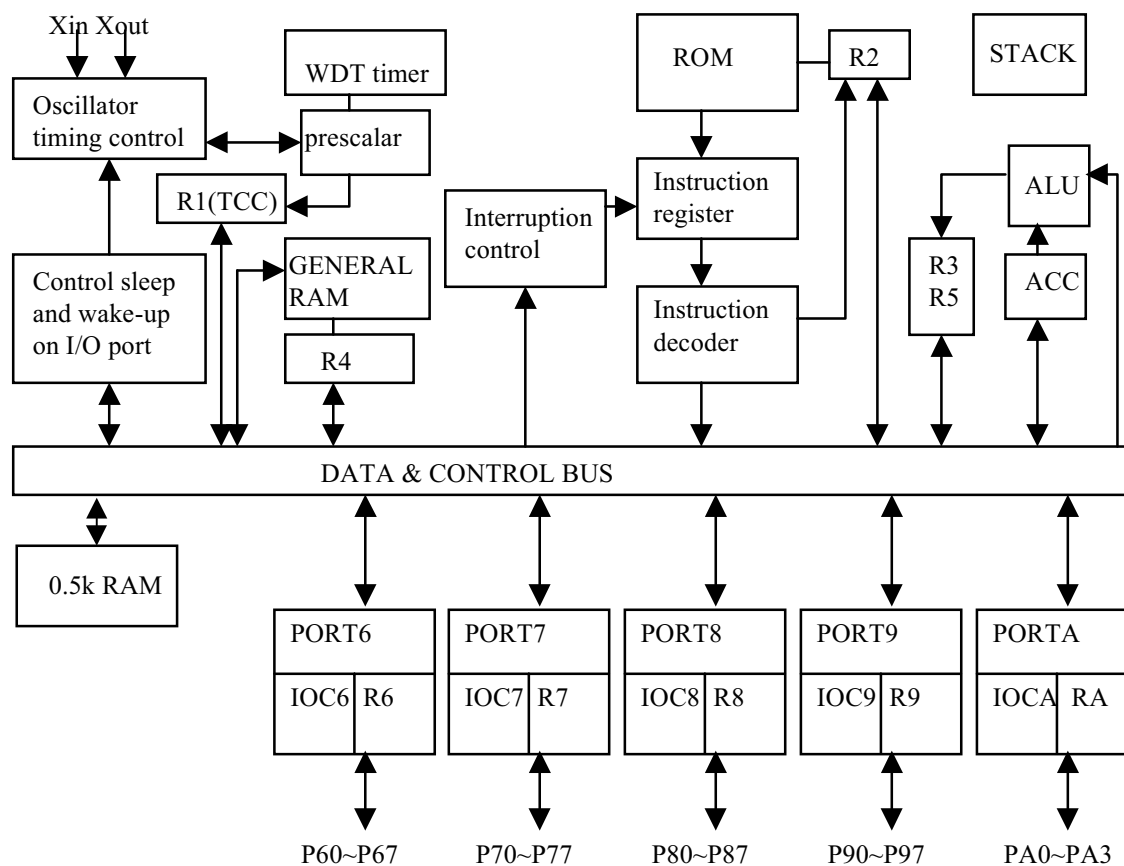 Xin Xout
WDT timer
ROM
R2
STACK
Oscillator
timing control
prescalar
R1(TCC)
Instruction
register
ALU
Interruption
control
Control sleep
and wake-up
on I/O port
GENERAL
RAM
R4
Instruction
decoder
R3
R5
ACC
DATA & CONTROL BUS
0.5k RAM
PORT6
PORT7
PORT8
PORT9
PORTA
IOC6 R6
IOC7 R7
IOC8 R8
IOC9 R9
IOCA RA
P60~P67
P70~P77
P80~P87
P90~P97
PA0~PA3